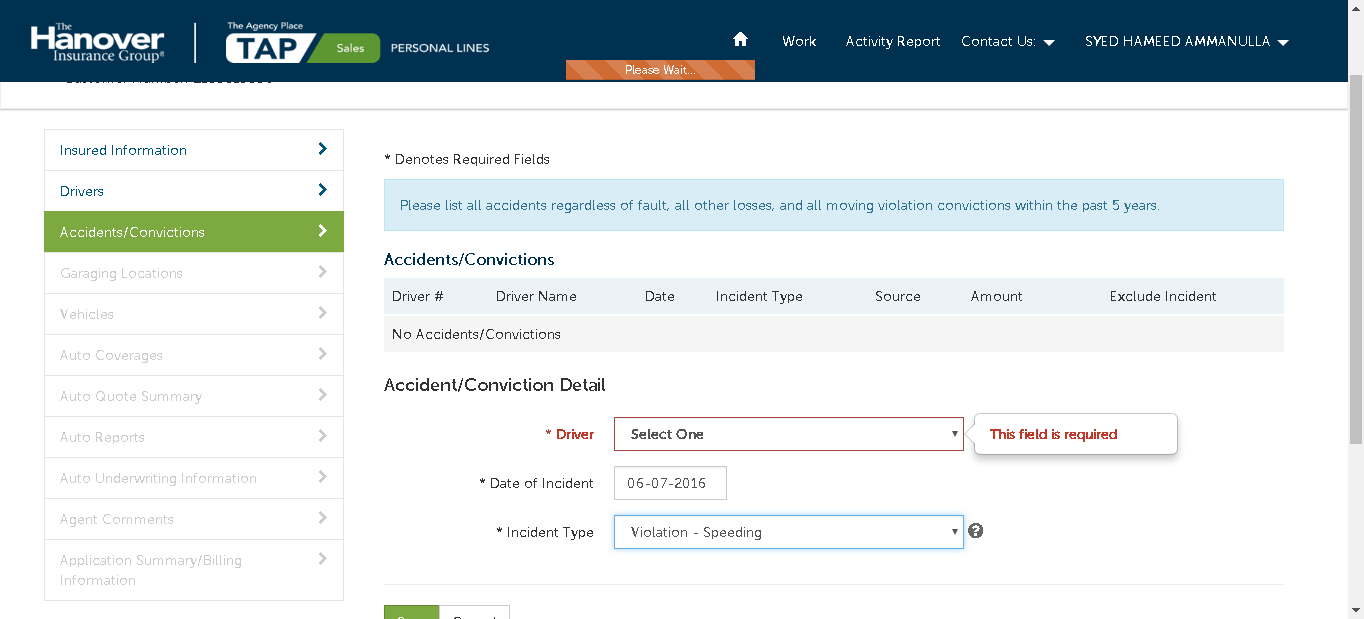 The
Hanover
Insurance Group®
The Agency Place
TAP Sales PERSONAL LINES
Work Activity Report Contact Us: SYED HAMEED AMMANULLA
Please Wait...
Insured Information
Drivers
Accidents/Convictions
Garaging Locations
Vehicles
Auto Coverages
Auto Quote Summary
Auto Reports
Auto Underwriting Information
Agent Comments
Application Summary/Billing
Information
* Denotes Required Fields
Please list all accidents regardless of fault, all other losses, and all moving violation convictions within the past 5 years.
Accidents/Convictions
Driver # Driver Name Date Incident Type Source Amount Exclude Incident
No Accidents/Convictions
Accident/Conviction Detail
* Driver Select One This field is required
* Date of Incident 06-07-2016
* Incident Type Violation - Speeding